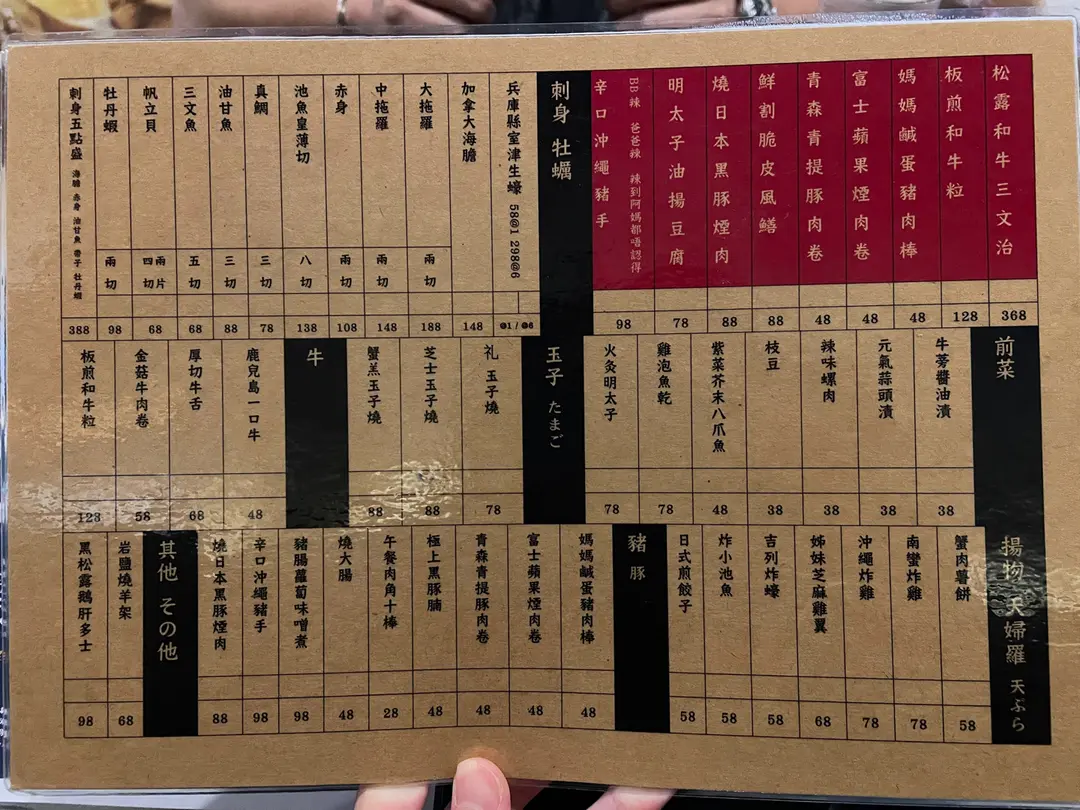 松露和牛三文治
368
板煎和牛粒
128
媽媽鹹蛋豬肉棒
48
富士蘋果煙肉卷
48
青森青提豚肉卷
48
鮮割脆皮風鱔
88
燒日本黑豚煙肉
88
明太子油揚豆腐
78
BB辣 爸爸辣 辣到阿媽都唔認得
辛口沖繩豬手
98
刺身 牡蠣
兵庫縣室津生蠔 58@1 298@6
@1 / @6
加拿大海膽
148
大拖羅
兩切
188
中拖羅
兩切
148
赤身
兩切
108
池魚皇薄切
八切
138
真鯛
三切
78
油甘魚
三切
88
三文魚
五切
68
帆立貝
兩片
四切
68
牡丹蝦
兩切
98
刺身五點盛 海膽 赤身 油甘魚 帶子 牡丹蝦
388
前菜
牛蒡醬油漬
38
元氣蒜頭漬
38
辣味螺肉
38
枝豆
38
紫菜芥末八爪魚
48
雞泡魚乾
78
火灸明太子
78
玉子 たまご
礼 玉子燒
78
芝士玉子燒
88
蟹羔玉子燒
88
牛
鹿兒島一口牛
48
厚切牛舌
68
金菇牛肉卷
58
板煎和牛粒
128
揚物 天婦羅 天ぷら
蟹肉薯餅
58
南蠻炸雞
78
沖繩炸雞
78
姊妹芝麻雞翼
68
吉列炸蠔
58
炸小池魚
58
日式煎餃子
58
豬 豚
媽媽鹹蛋豬肉棒
48
富士蘋果煙肉卷
48
青森青提豚肉卷
48
極上黑豚腩
48
午餐肉角十棒
28
燒大腸
48
豬腸蘿蔔味噌煮
98
辛口沖繩豬手
98
燒日本黑豚煙肉
88
其他 その他
岩鹽燒羊架
68
黑松露鵝肝多士
98